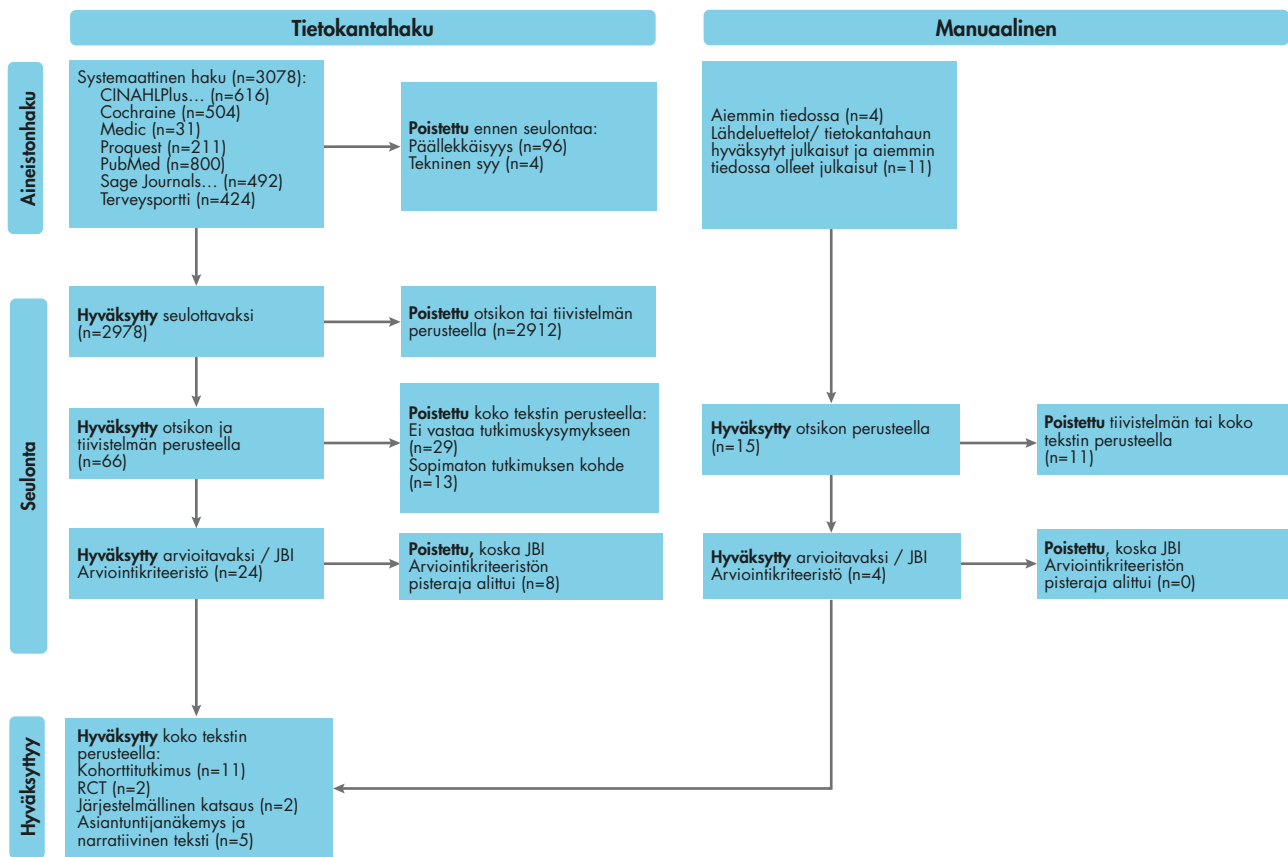 Tietokantahaku
Manuaalinen
Aineistonhaku
Systemaattinen haku (n=3078):
CINAHLPlus... (n=616)
Cochraine (n=504)
Medic (n=31)
Proquest (n=211)
PubMed (n=800)
Sage Journals... (n=492)
Terveysportti (n=424)
Poistettu ennen seulontaa:
Päällekkäisyys (n=96)
Tekninen syy (n=4)
Aiemmin tiedossa (n=4)
Lähdeluettelot/ tietokantahaun
hyväksytyt julkaisut ja aiemmin
tiedossa olleet julkaisut (n=11)
Seulonta
Hyväksytty seulottavaksi
(n=2978)
Poistettu otsikon tai tiivistelmän
perusteella (n=2912)
Hyväksytty otsikon ja
tiivistelmän perusteella
(n=66)
Poistettu koko tekstin perusteella:
Ei vastaa tutkimuskysymykseen
(n=29)
Sopimaton tutkimuksen kohde
(n=13)
Hyväksytty otsikon perusteella
(n=15)
Poistettu tiivistelmän tai koko
tekstin perusteella
(n=11)
Hyväksytty arvioitavaksi / JBI
Arviointikriteeristö (n=24)
Poistettu, koska JBI
Arviointikriteeristön
pisteraja alittui (n=8)
Hyväksytty arvioitavaksi / JBI
Arviointikriteeristö (n=4)
Poistettu, koska JBI
Arviointikriteeristön
pisteraja alittui (n=0)
Hyväksyttyy
Hyväksytty koko tekstin
perusteella:
Kohorttitutkimus (n=11)
RCT (n=2)
Järjestelmällinen katsaus (n=2)
Asiantuntijanäkemys ja
narratiivinen teksti (n=5)